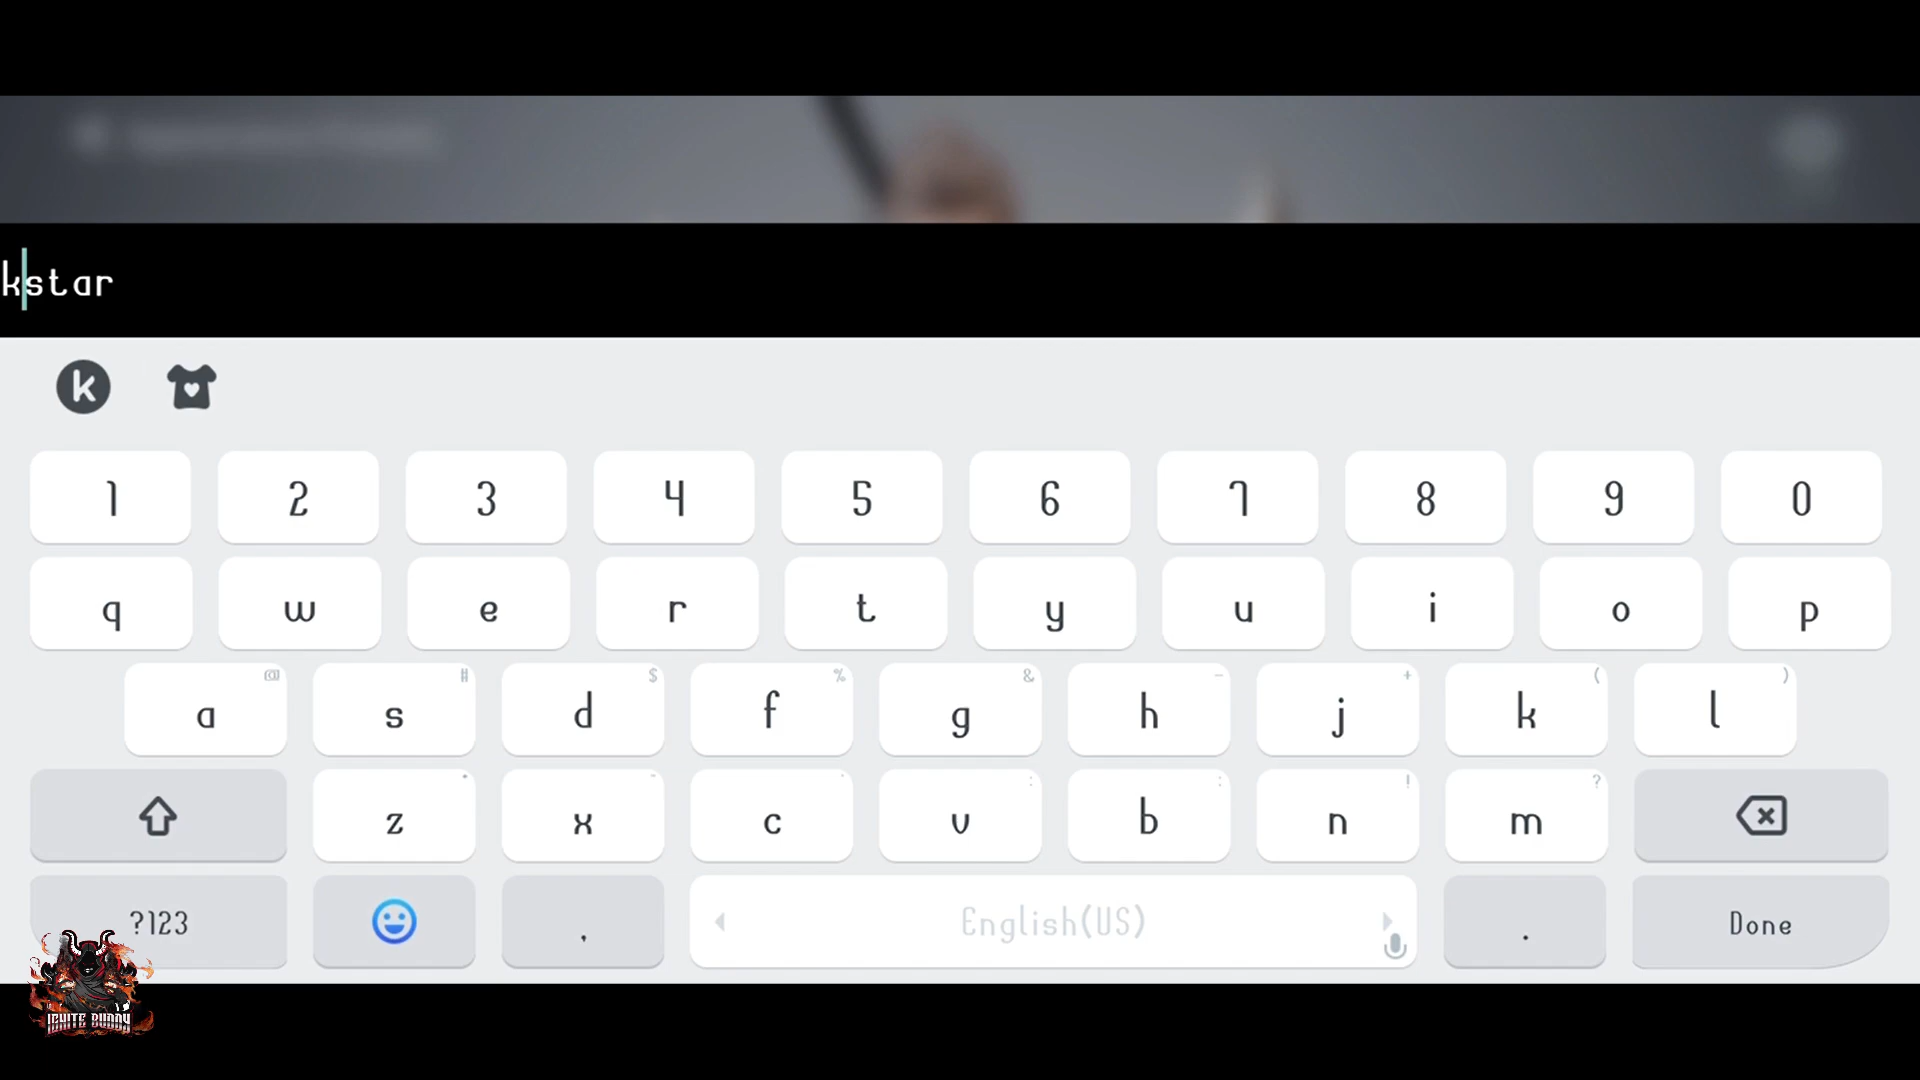 kstar
k
1 2 3 4 5 6 7 8 9 0
q w e r t y u i o p
@ # $ % & - + ( )
a s d f g h j k l
! ?
z x c v b n m
?123 , English(US) . Done
IGNITE BUDDY